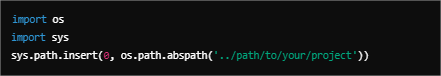 import os
import sys
sys.path.insert(0, os.path.abspath('../path/to/your/project'))